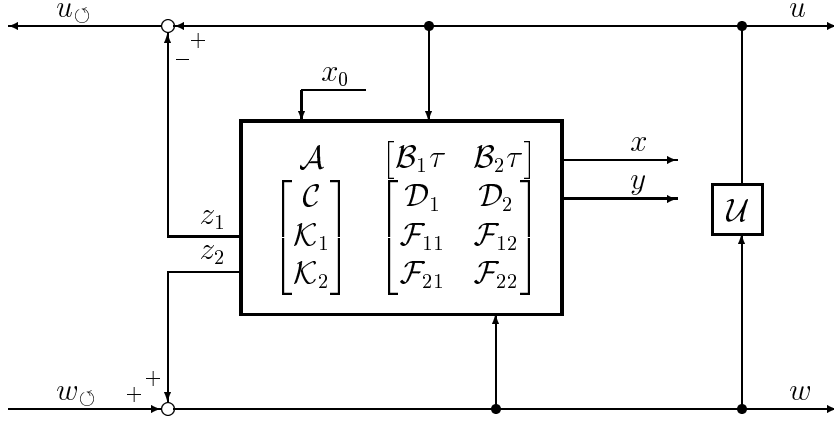 u↺ u
+
−
x₀
𝒜 [ℬ₁τ ℬ₂τ]
x
[𝒞 𝒦₁ 𝒦₂] [𝒟₁ 𝒟₂
y
ℱ₁₁ ℱ₁₂
ℱ₂₁ ℱ₂₂]
𝒰
z₁
z₂
+
+
w↺ w